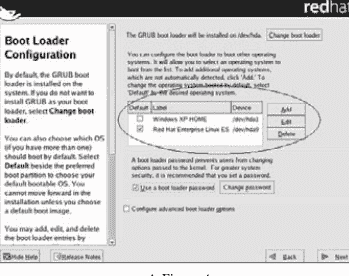 redhat
Boot Loader
Configuration
By default, the GRUB boot
loader is installed on the
system. If you do not want to
install GRUB as your boot
loader, select Change boot
loader.
You can also choose which OS
(if you have more than one)
should boot by default. Select
Default beside the preferred
boot partition to choose your
default bootable OS. You
cannot move forward in the
installation unless you choose
a default boot image.
You may add, edit, and delete
the boot loader entries by
Hide Help
Release Notes
The GRUB boot loader will be installed on /dev/hda.
Change boot loader
You can configure the boot loader to boot other operating
systems. It will allow you to select an operating system to
boot from the list. To add additional operating systems,
which are not automatically detected, click 'Add.' To
change the operating system booted by default, select
'Default' by the desired operating system.
Default Label Device
Windows XP HOME /dev/hda1
Red Hat Enterprise Linux ES /dev/hda9
Add
Edit
Delete
A boot loader password prevents users from changing
options passed to the kernel. For greater system
security, it is recommended that you set a password.
Use a boot loader password
Change password
Configure advanced boot loader options
Back
Next